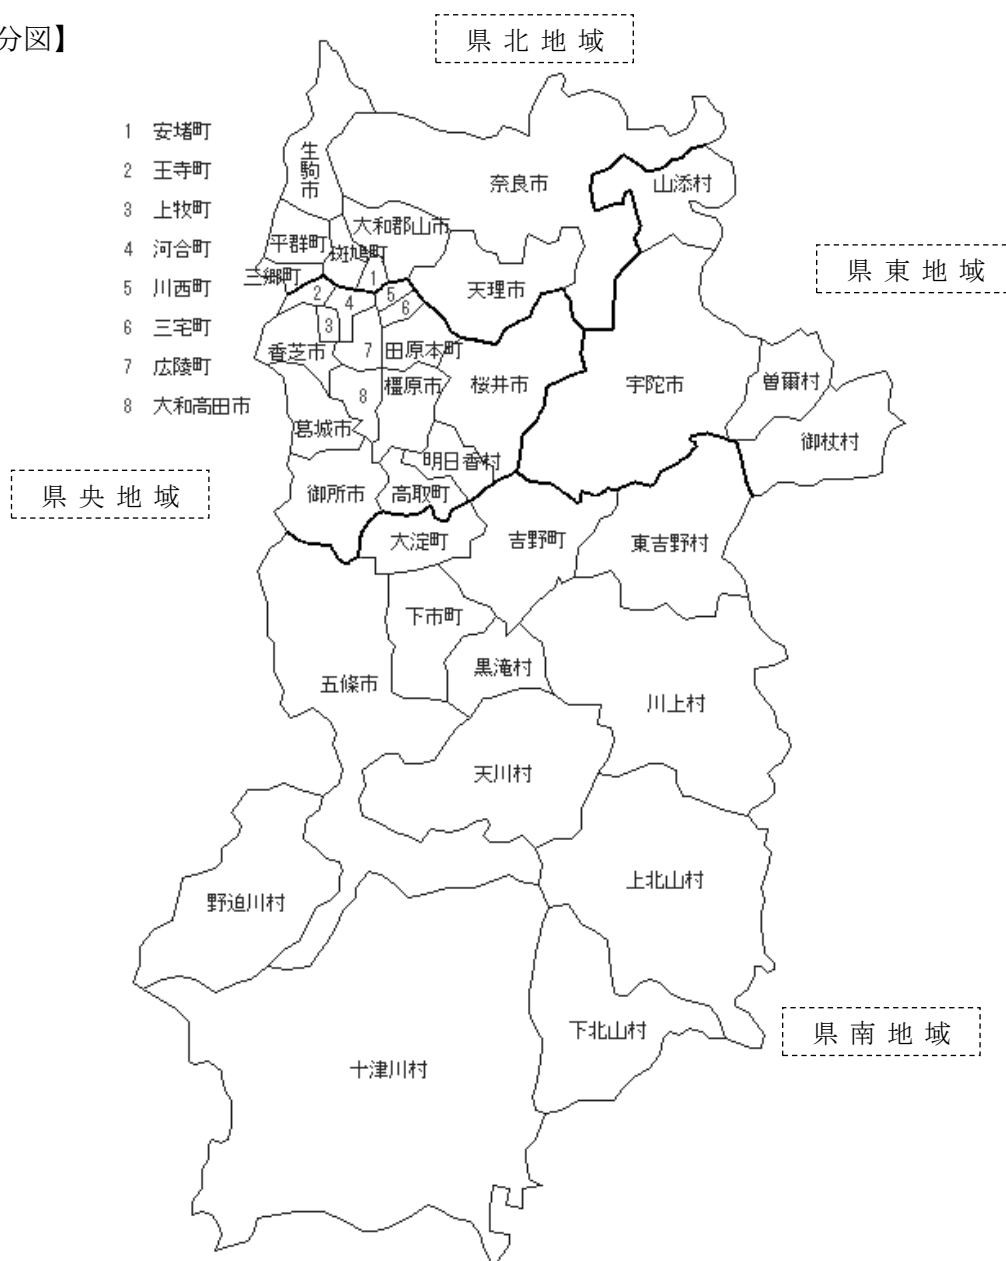 分図】
県北地域
1 安堵町
2 王寺町
3 上牧町
4 河合町
5 川西町
6 三宅町
7 広陵町
8 大和高田市
生駒市
奈良市
山添村
大和郡山市
平群町
斑鳩町
県東地域
三郷町
1
天理市
2
4
5
6
3
香芝市
7
田原本町
桜井市
宇陀市
曽爾村
橿原市
8
葛城市
御杖村
明日香村
県央地域
御所市
高取町
大淀町
吉野町
東吉野村
下市町
黒滝村
五條市
川上村
天川村
上北山村
野迫川村
下北山村
県南地域
十津川村